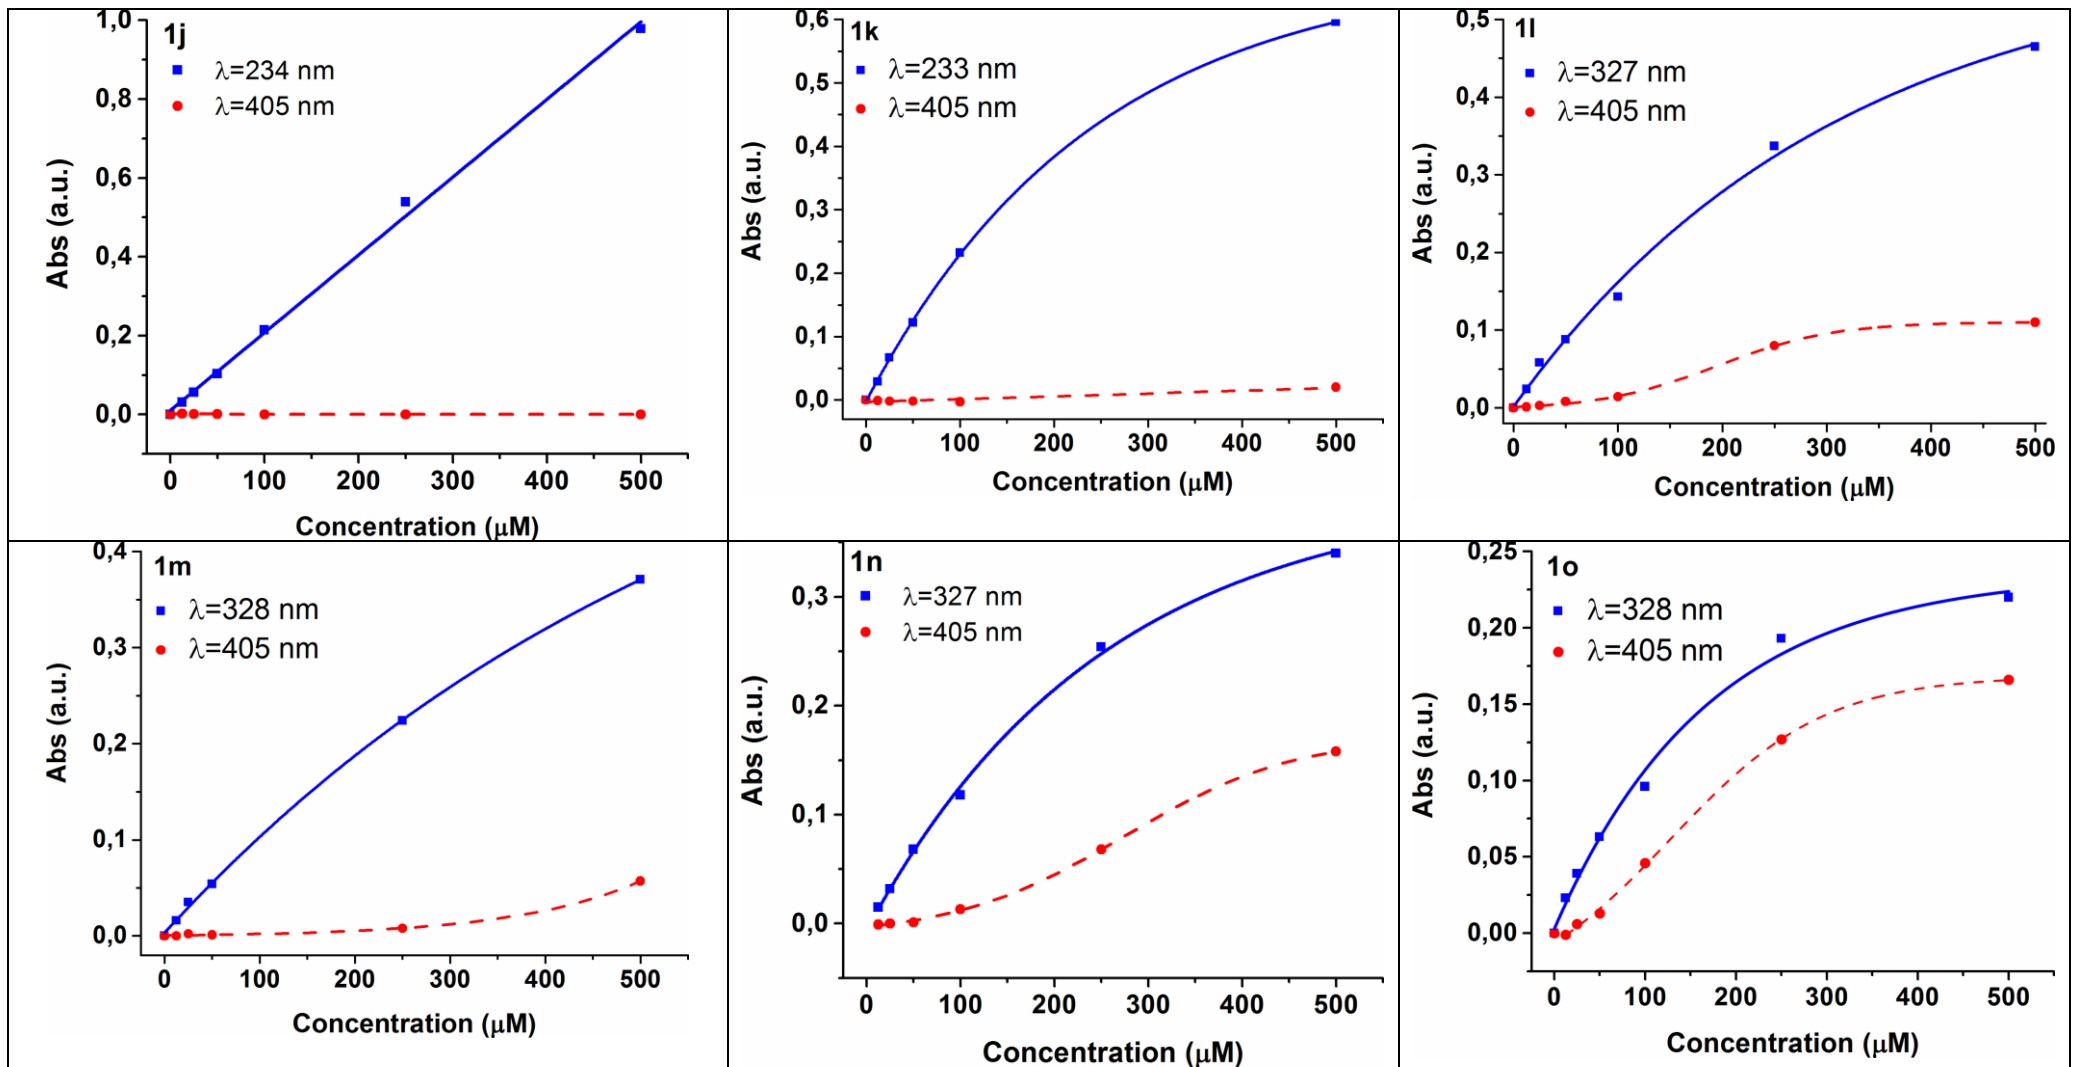 1j
λ=234 nm
λ=405 nm
1,0
0,8
0,6
0,4
0,2
0,0
Abs (a.u.)
0 100 200 300 400 500
Concentration (μM)
1k
λ=233 nm
λ=405 nm
0,6
0,5
0,4
0,3
0,2
0,1
0,0
Abs (a.u.)
0 100 200 300 400 500
Concentration (μM)
1l
λ=327 nm
λ=405 nm
0,5
0,4
0,3
0,2
0,1
0,0
Abs (a.u.)
0 100 200 300 400 500
Concentration (μM)
1m
λ=328 nm
λ=405 nm
0,4
0,3
0,2
0,1
0,0
Abs (a.u.)
0 100 200 300 400 500
Concentration (μM)
1n
λ=327 nm
λ=405 nm
0,3
0,2
0,1
0,0
Abs (a.u.)
0 100 200 300 400 500
Concentration (μM)
1o
λ=328 nm
λ=405 nm
0,25
0,20
0,15
0,10
0,05
0,00
Abs (a.u.)
0 100 200 300 400 500
Concentration (μM)